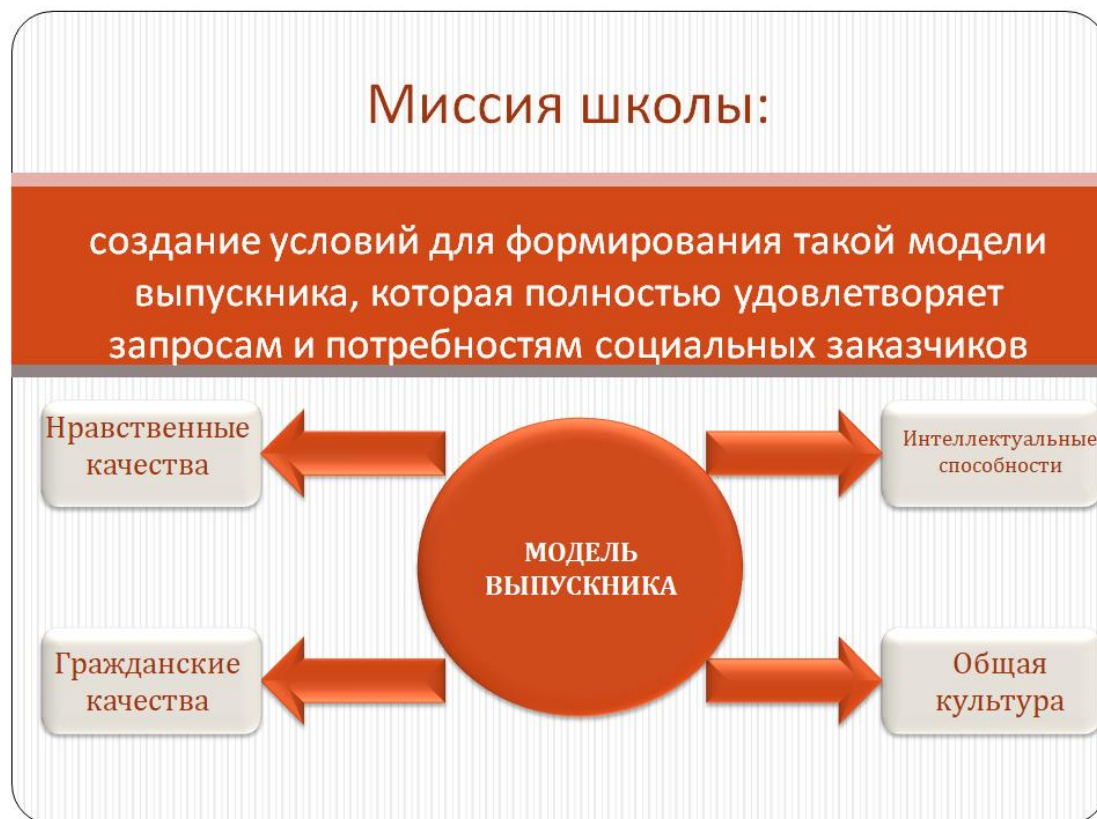 Миссия школы:
создание условий для формирования такой модели
выпускника, которая полностью удовлетворяет
запросам и потребностям социальных заказчиков
Нравственные
качества
Интеллектуальные
способности
МОДЕЛЬ
ВЫПУСКНИКА
Гражданские
качества
Общая
культура